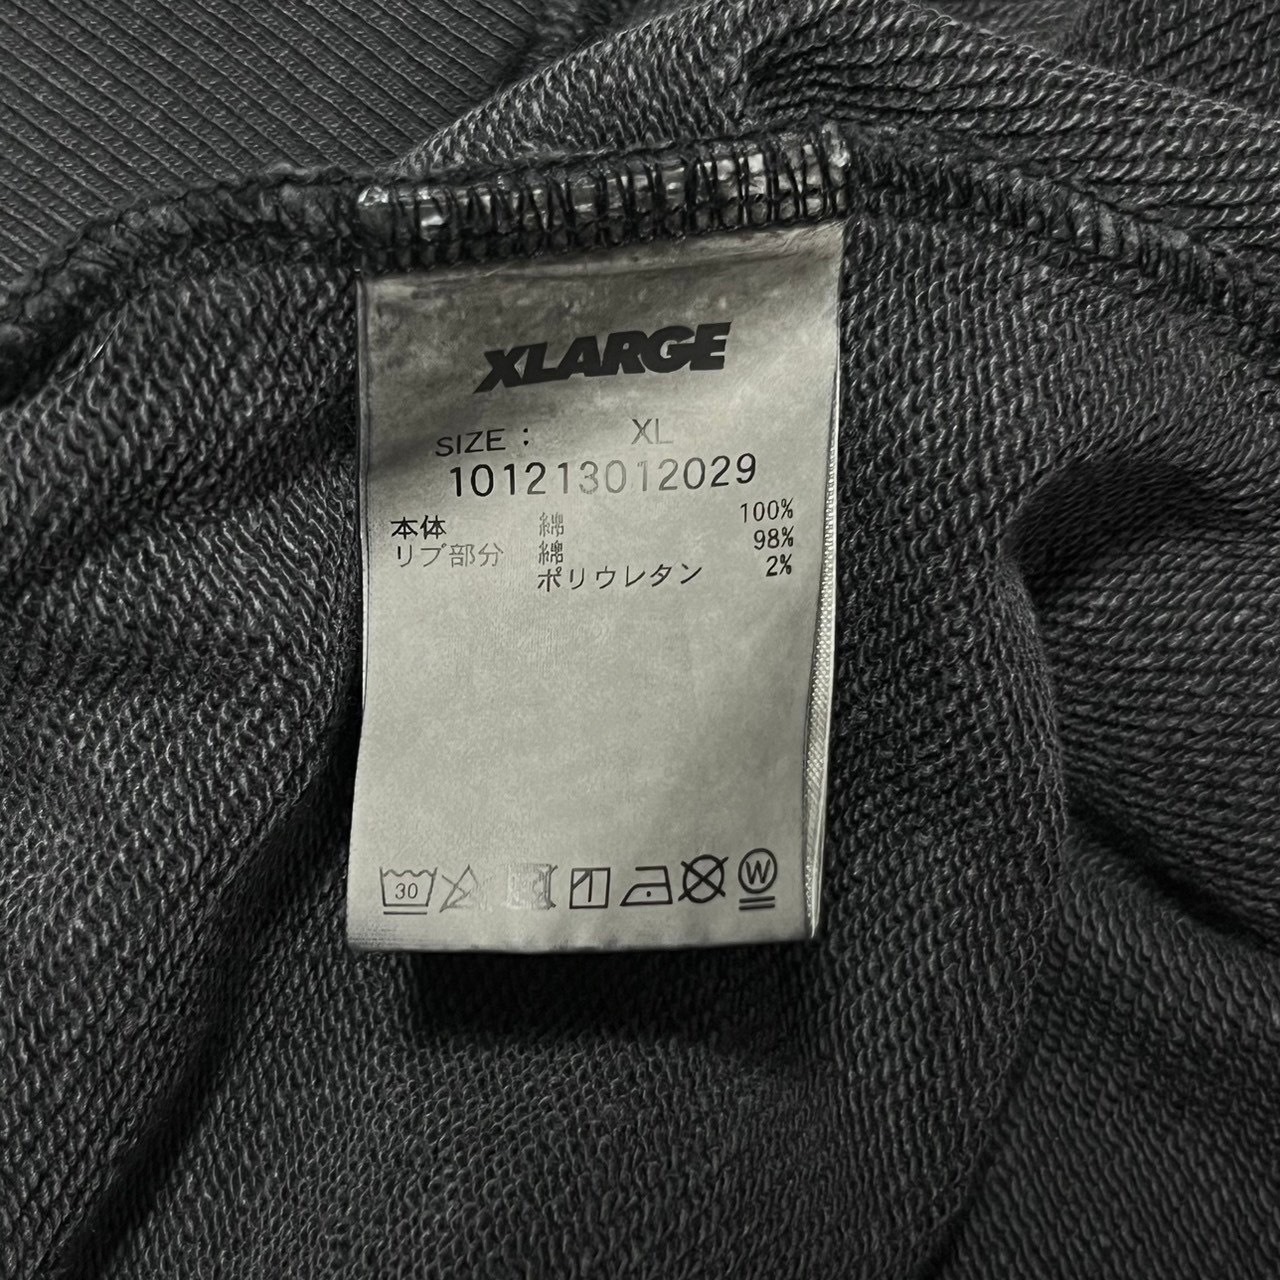 XLARGE
SIZE : XL
101213012029
本体 綿 100%
リブ部分 綿 98%
ポリウレタン 2%
30
W